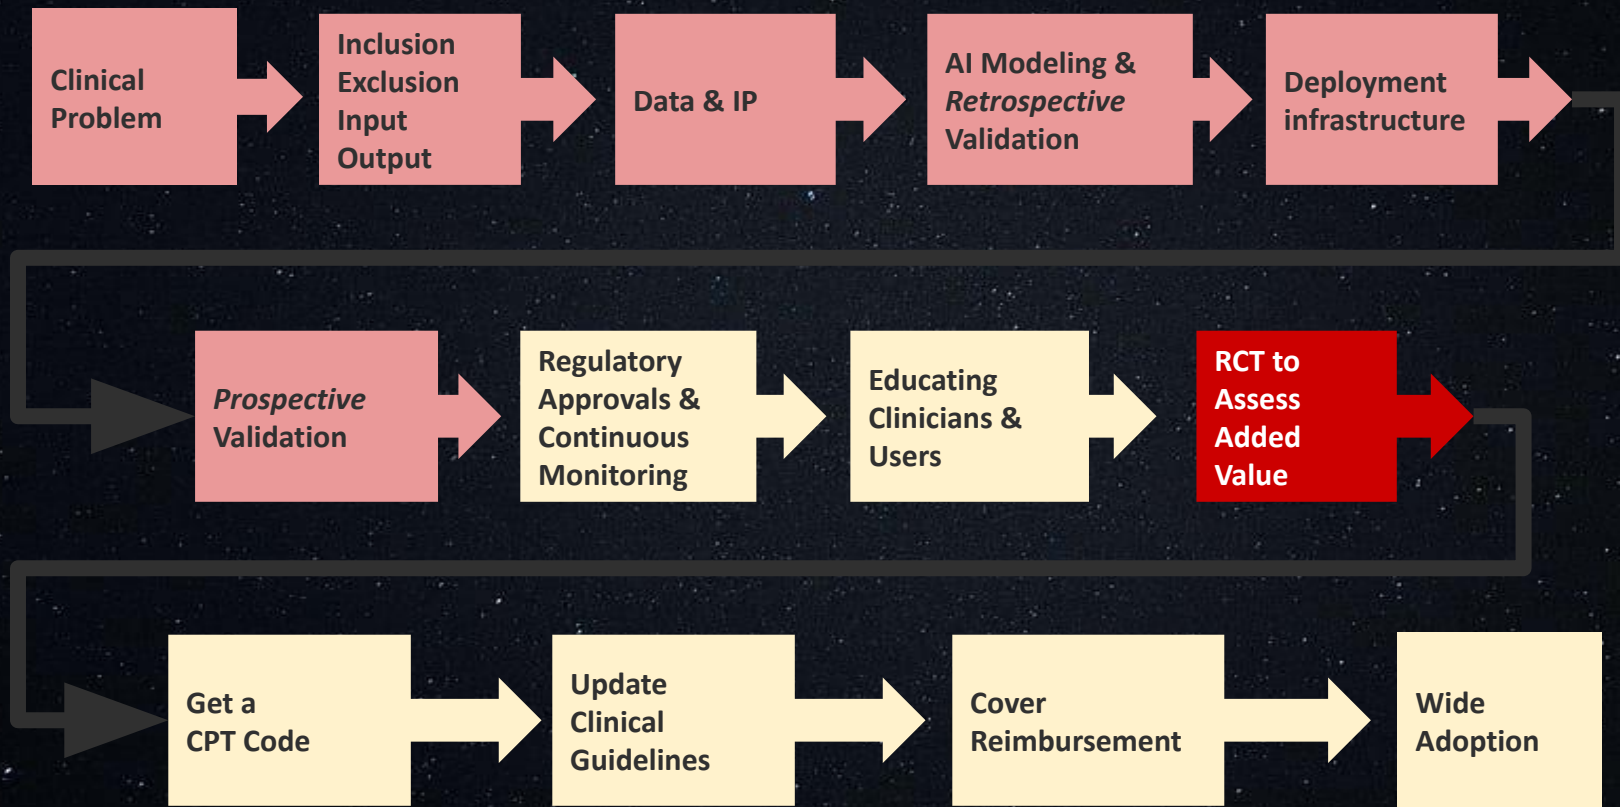 Clinical
Problem
Inclusion
Exclusion
Input
Output
Data & IP
AI Modeling &
Retrospective
Validation
Deployment
infrastructure
Prospective
Validation
Regulatory
Approvals &
Continuous
Monitoring
Educating
Clinicians &
Users
RCT to
Assess
Added
Value
Get a
CPT Code
Update
Clinical
Guidelines
Cover
Reimbursement
Wide
Adoption